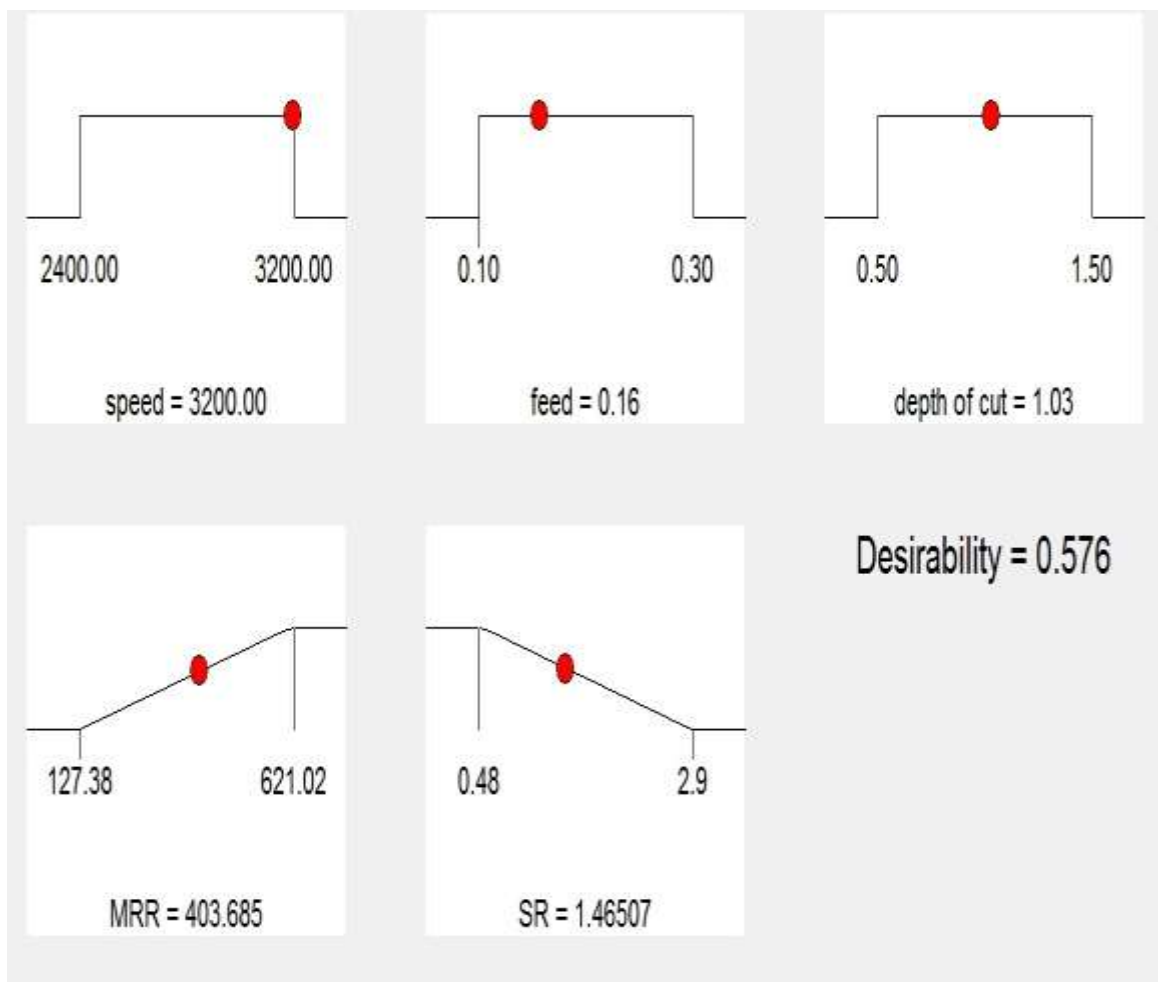 2400.00 3200.00
speed = 3200.00
0.10 0.30
feed = 0.16
0.50 1.50
depth of cut = 1.03
127.38 621.02
MRR = 403.685
0.48 2.9
SR = 1.46507
Desirability = 0.576